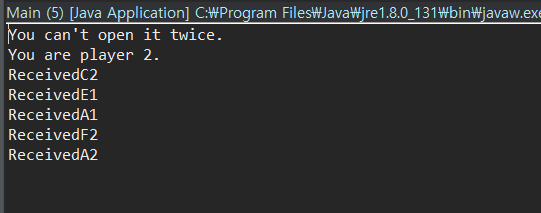 Main (5) [Java Application] C:₩Program Files₩Java₩jre1.8.0_131₩bin₩javaw.exe
You can't open it twice.
You are player 2.
ReceivedC2
ReceivedE1
ReceivedA1
ReceivedF2
ReceivedA2